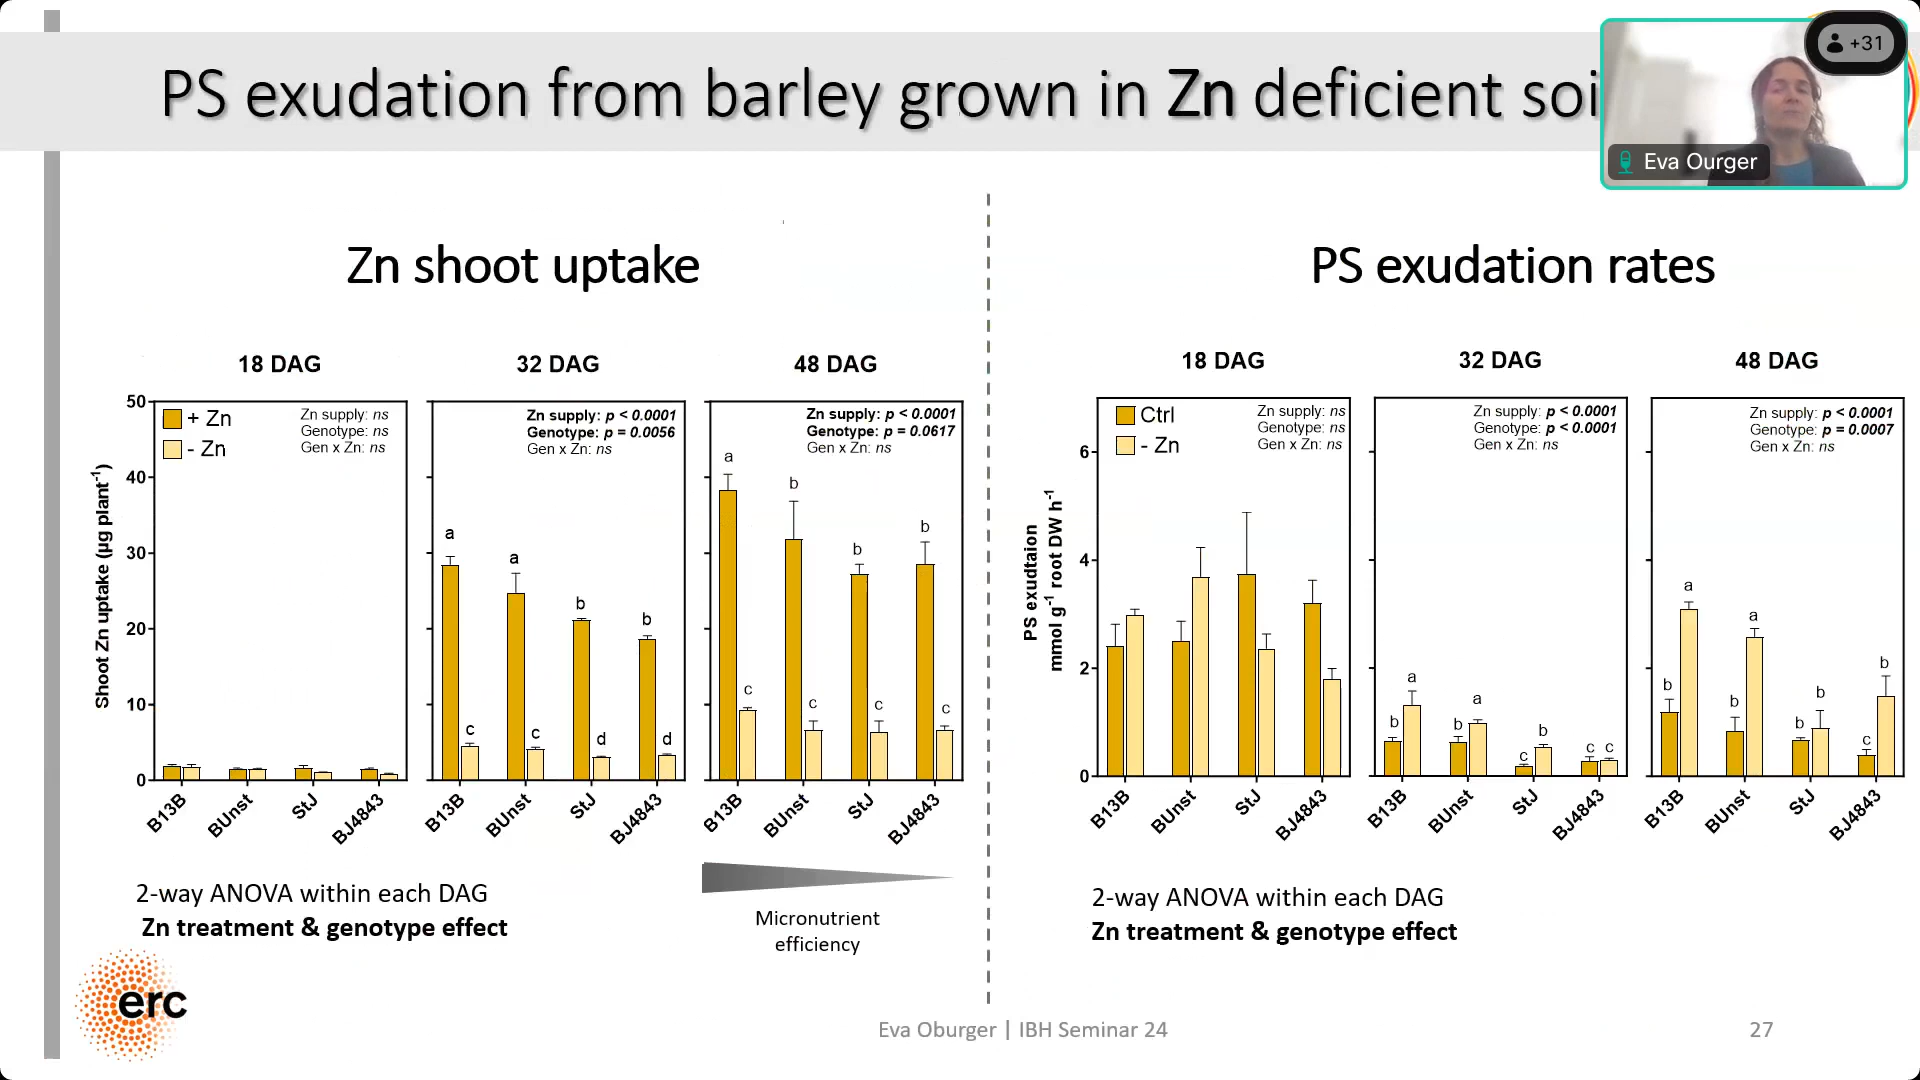 PS exudation from barley grown in Zn deficient soi
+31
Eva Ourger
Zn shoot uptake
18 DAG
32 DAG
48 DAG
Shoot Zn uptake (µg plant-1)
50
40
30
20
10
0
+ Zn
- Zn
Zn supply: ns
Genotype: ns
Gen x Zn: ns
Zn supply: p < 0.0001
Genotype: p = 0.0056
Gen x Zn: ns
Zn supply: p < 0.0001
Genotype: p = 0.0617
Gen x Zn: ns
a c a c b d b d
a c b c b c b c
B13B BUnst StJ BJ4843
B13B BUnst StJ BJ4843
B13B BUnst StJ BJ4843
2-way ANOVA within each DAG
Zn treatment & genotype effect
Micronutrient
efficiency
PS exudation rates
18 DAG
32 DAG
48 DAG
PS exudtaion
mmol g-1 root DW h-1
6
4
2
0
Ctrl
- Zn
Zn supply: ns
Genotype: ns
Gen x Zn: ns
Zn supply: p < 0.0001
Genotype: p < 0.0001
Gen x Zn: ns
Zn supply: p < 0.0001
Genotype: p = 0.0007
Gen x Zn: ns
b a b a c b c c
b a b a b b c b
B13B BUnst StJ BJ4843
B13B BUnst StJ BJ4843
B13B BUnst StJ BJ4843
2-way ANOVA within each DAG
Zn treatment & genotype effect
erc
Eva Oburger | IBH Seminar 24
27